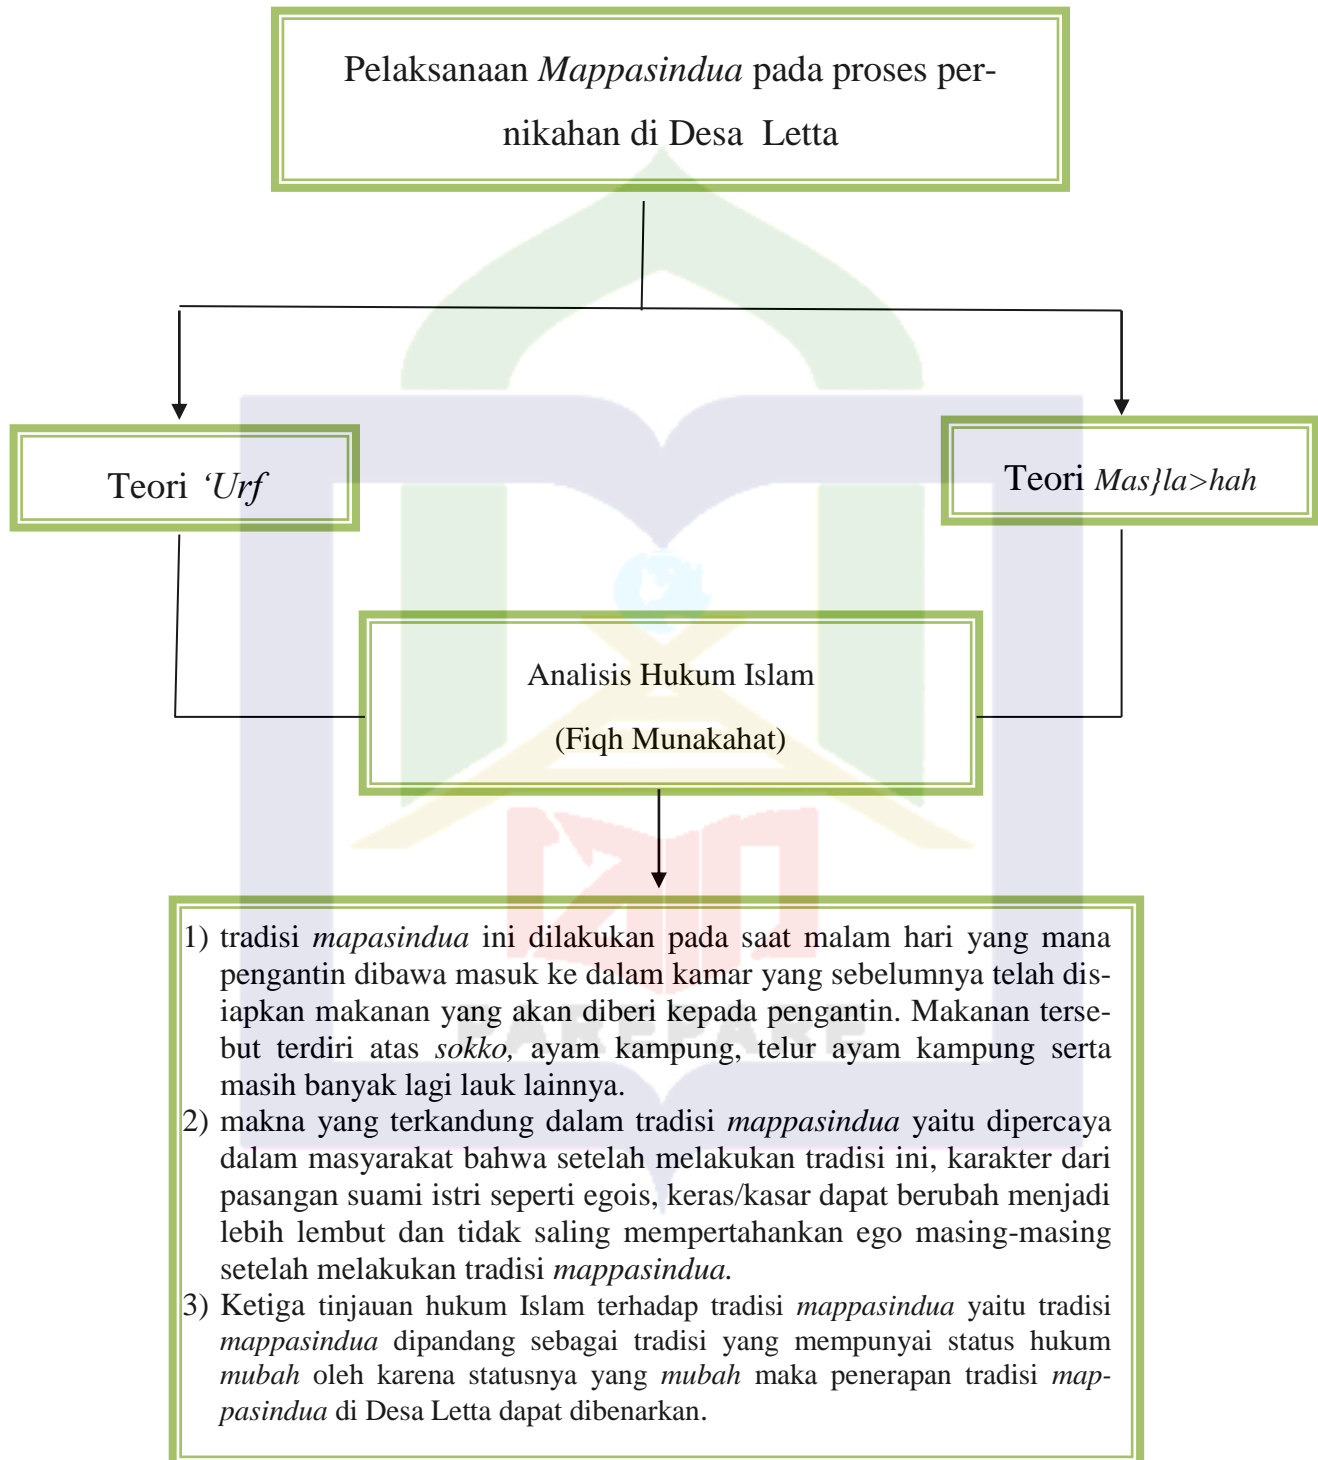 Pelaksanaan Mappasindua pada proses per-
nikahan di Desa Letta
Teori ‘Urf
Teori Mas}la>hah
Analisis Hukum Islam
(Fiqh Munakahat)
1) tradisi mapasindua ini dilakukan pada saat malam hari yang mana
pengantin dibawa masuk ke dalam kamar yang sebelumnya telah dis-
iapkan makanan yang akan diberi kepada pengantin. Makanan terse-
but terdiri atas sokko, ayam kampung, telur ayam kampung serta
masih banyak lagi lauk lainnya.
2) makna yang terkandung dalam tradisi mappasindua yaitu dipercaya
dalam masyarakat bahwa setelah melakukan tradisi ini, karakter dari
pasangan suami istri seperti egois, keras/kasar dapat berubah menjadi
lebih lembut dan tidak saling mempertahankan ego masing-masing
setelah melakukan tradisi mappasindua.
3) Ketiga tinjauan hukum Islam terhadap tradisi mappasindua yaitu tradisi
mappasindua dipandang sebagai tradisi yang mempunyai status hukum
mubah oleh karena statusnya yang mubah maka penerapan tradisi map-
pasindua di Desa Letta dapat dibenarkan.
PAREPARE